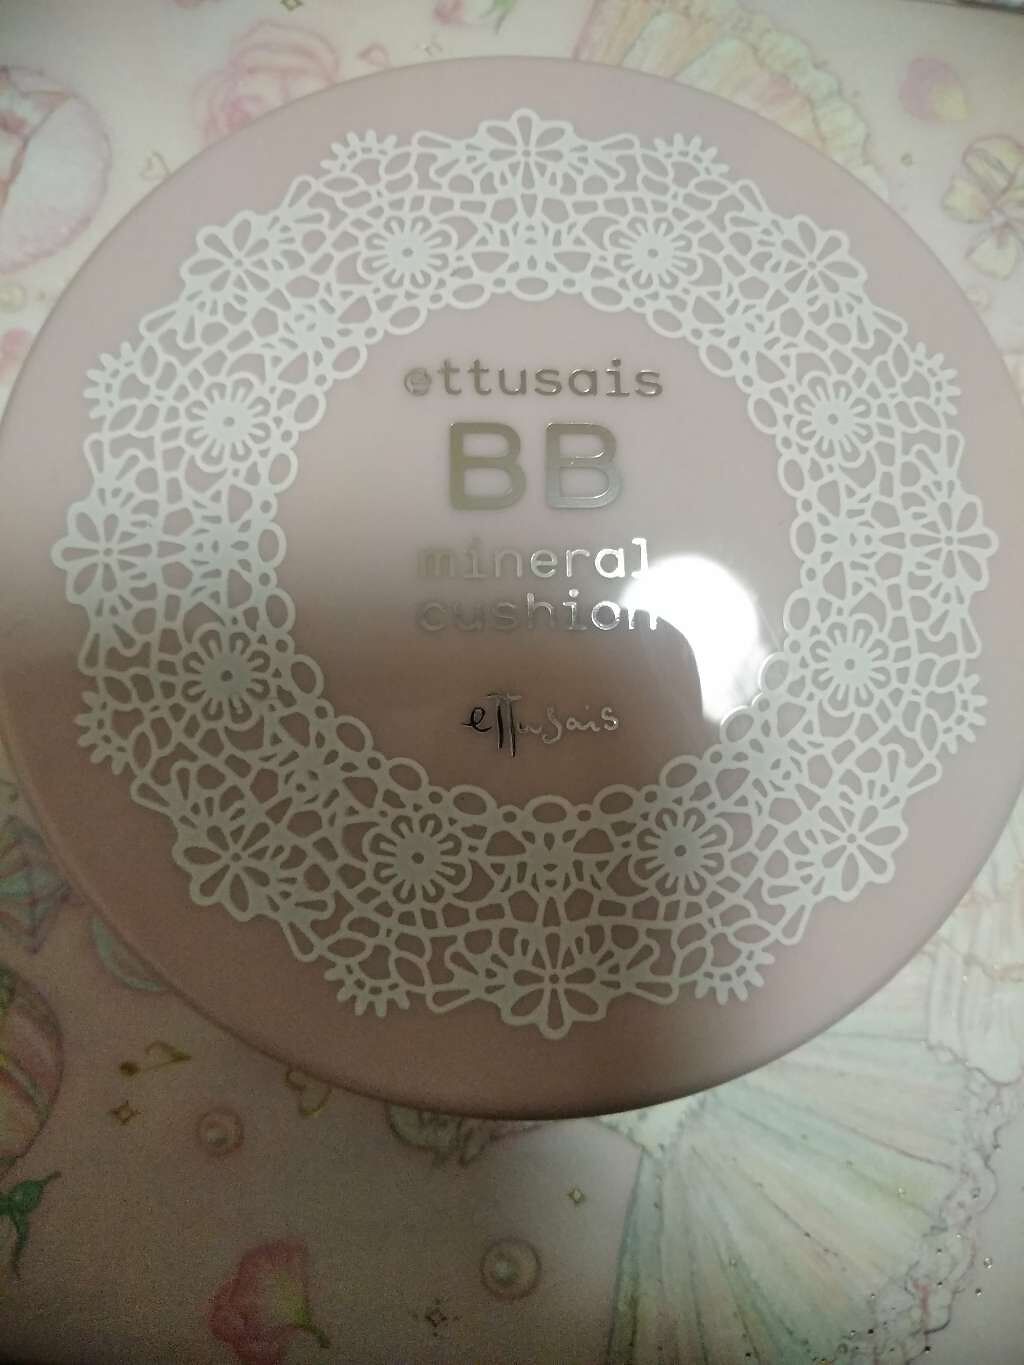 ettusais
BB
mineral
cushion
ettusais